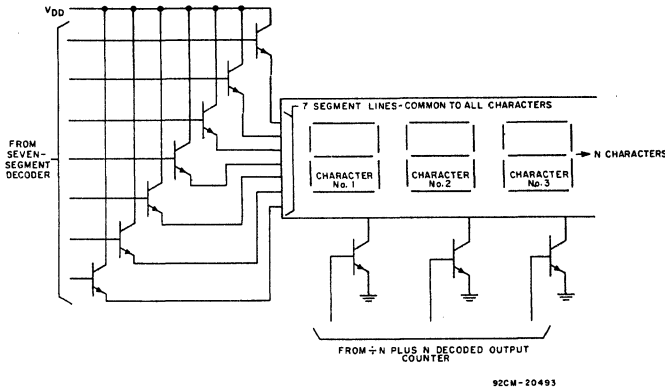 VDD
7 SEGMENT LINES-COMMON TO ALL CHARACTERS
FROM
SEVEN-
SEGMENT
DECODER
N CHARACTERS
CHARACTER
No. 1
CHARACTER
No. 2
CHARACTER
No. 3
FROM ÷ N PLUS N DECODED OUTPUT
COUNTER
92CM-20493